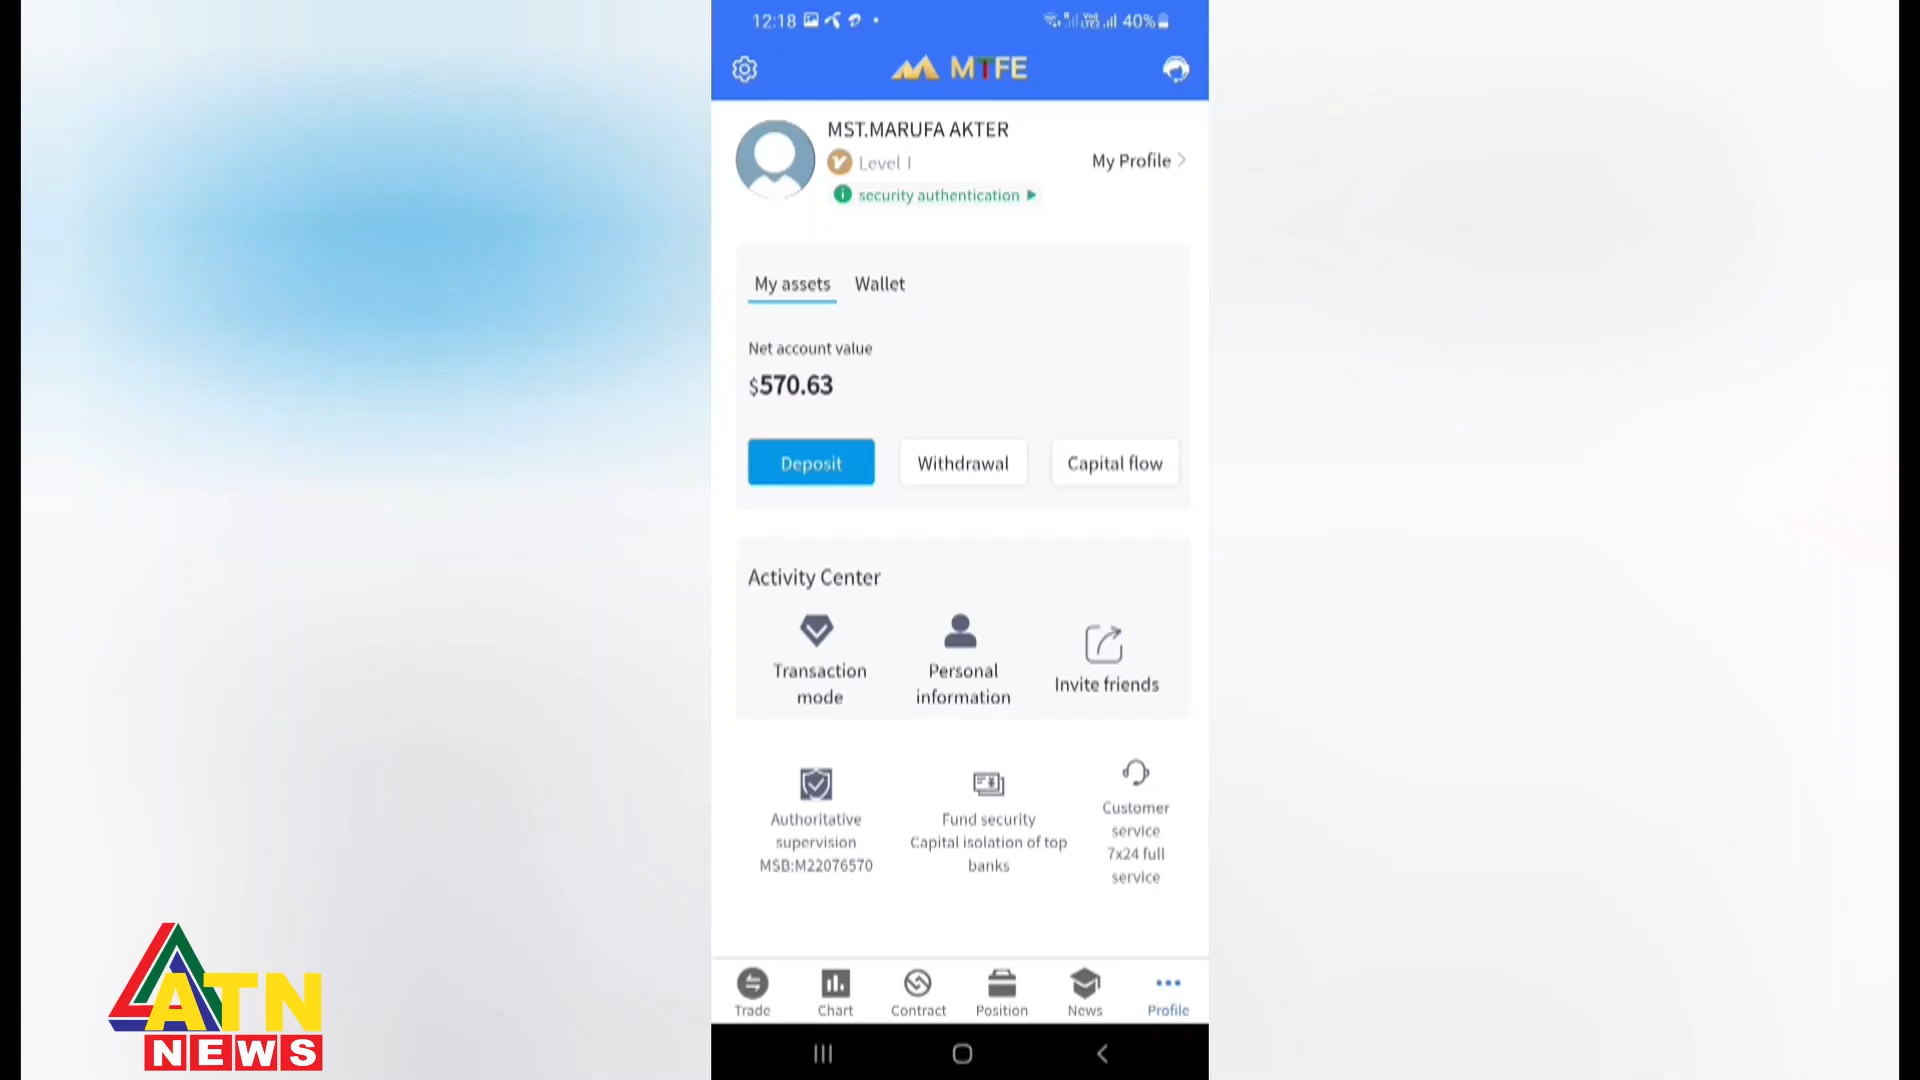 12:18
40%
MTFE
MST.MARUFA AKTER
Level I
security authentication
My Profile
My assets Wallet
Net account value
$570.63
Deposit Withdrawal Capital flow
Activity Center
Transaction mode
Personal information
Invite friends
Authoritative
supervision
MSB:M22076570
Fund security
Capital isolation of top
banks
Customer
service
7x24 full
service
Trade Chart Contract Position News Profile
ATN
NEWS